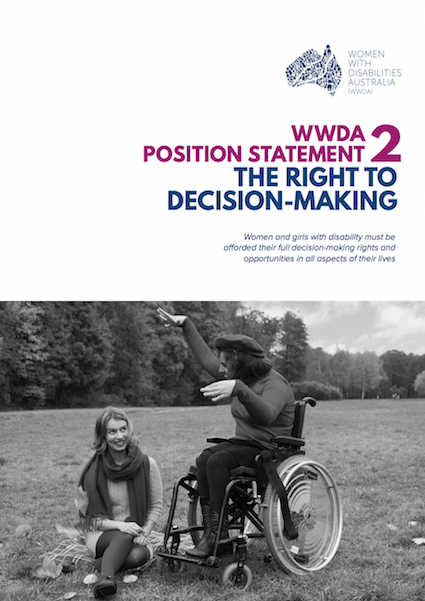 WOMEN
WITH
DISABILITIES
AUSTRALIA
(WWDA)
WWDA
POSITION STATEMENT 2
THE RIGHT TO
DECISION-MAKING
Women and girls with disability must be
afforded their full decision-making rights and
opportunities in all aspects of their lives